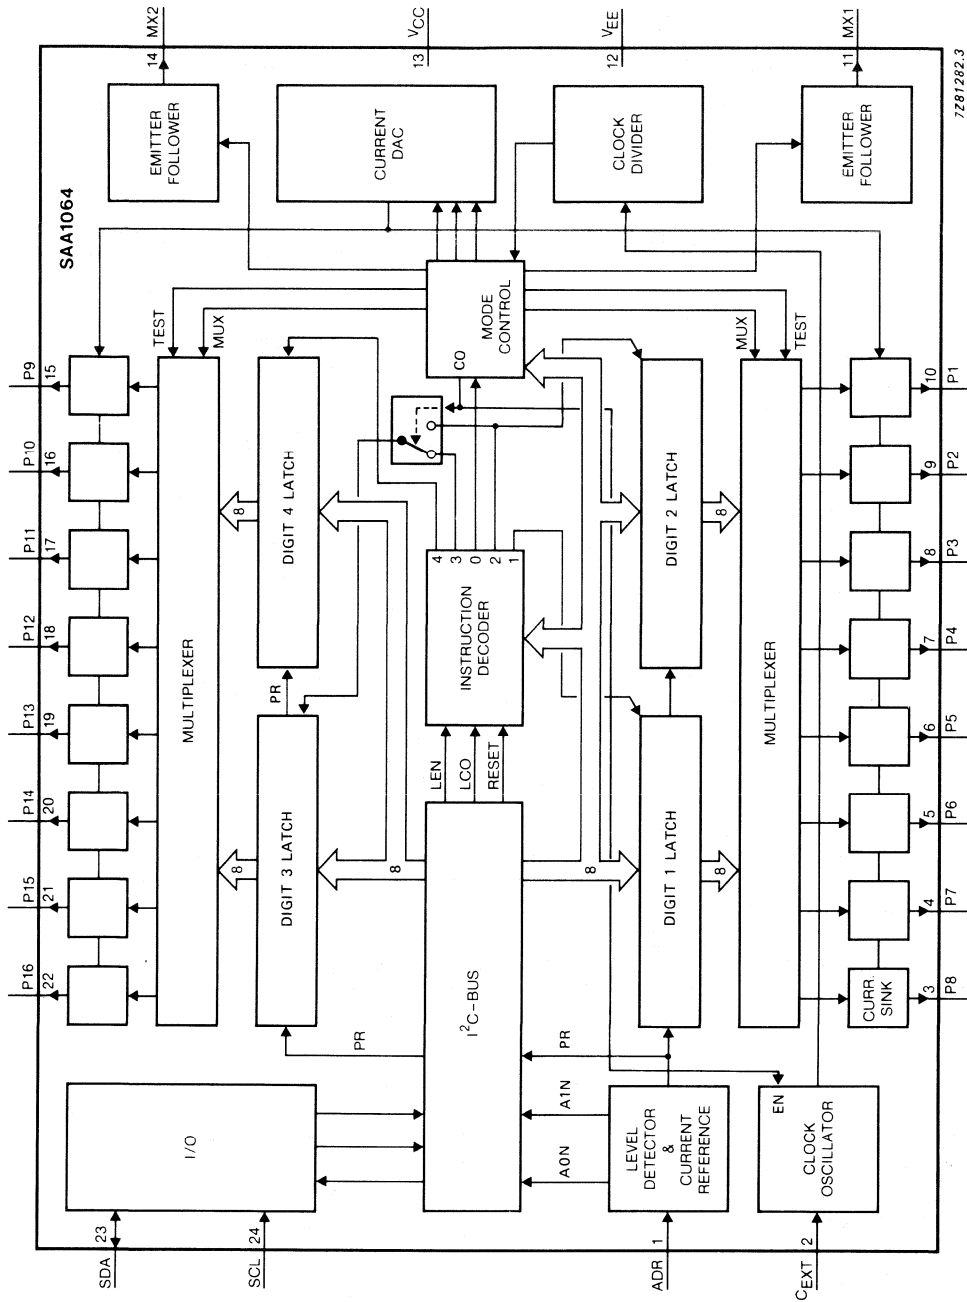 SAA1064
14 MX2
13 VCC
12 VEE
11 MX1
7Z81282.3
EMITTER
FOLLOWER
CURRENT
DAC
CLOCK
DIVIDER
EMITTER
FOLLOWER
TEST
MUX
MODE
CONTROL
CO
MUX
TEST
P9
15
P10
16
P11
17
P12
18
P13
19
P14
20
P15
21
P16
22
MULTIPLEXER
8
8
DIGIT 4 LATCH
PR
DIGIT 3 LATCH
PR
4
3
0
2
1
INSTRUCTION
DECODER
LEN
LCO
RESET
8
I²C-BUS
8
DIGIT 2 LATCH
DIGIT 1 LATCH
PR
8
8
MULTIPLEXER
10
P1
9
P2
8
P3
7
P4
6
P5
5
P6
4
P7
CURR.
SINK
3
P8
I/O
A0N
A1N
LEVEL
DETECTOR
&
CURRENT
REFERENCE
EN
CLOCK
OSCILLATOR
SDA 23
SCL 24
ADR 1
CEXT 2